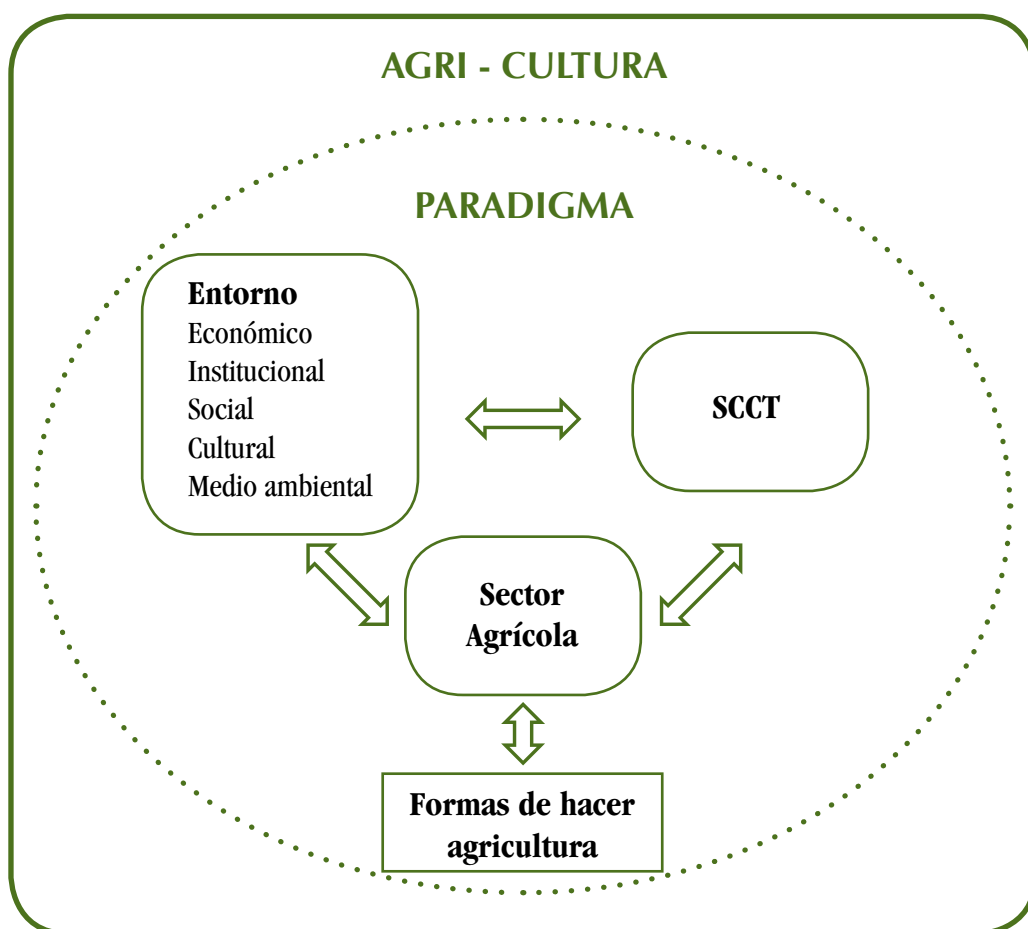 AGRI - CULTURA
PARADIGMA
Entorno
Económico
Institucional
Social
Cultural
Medio ambiental
SCCT
Sector
Agrícola
Formas de hacer
agricultura